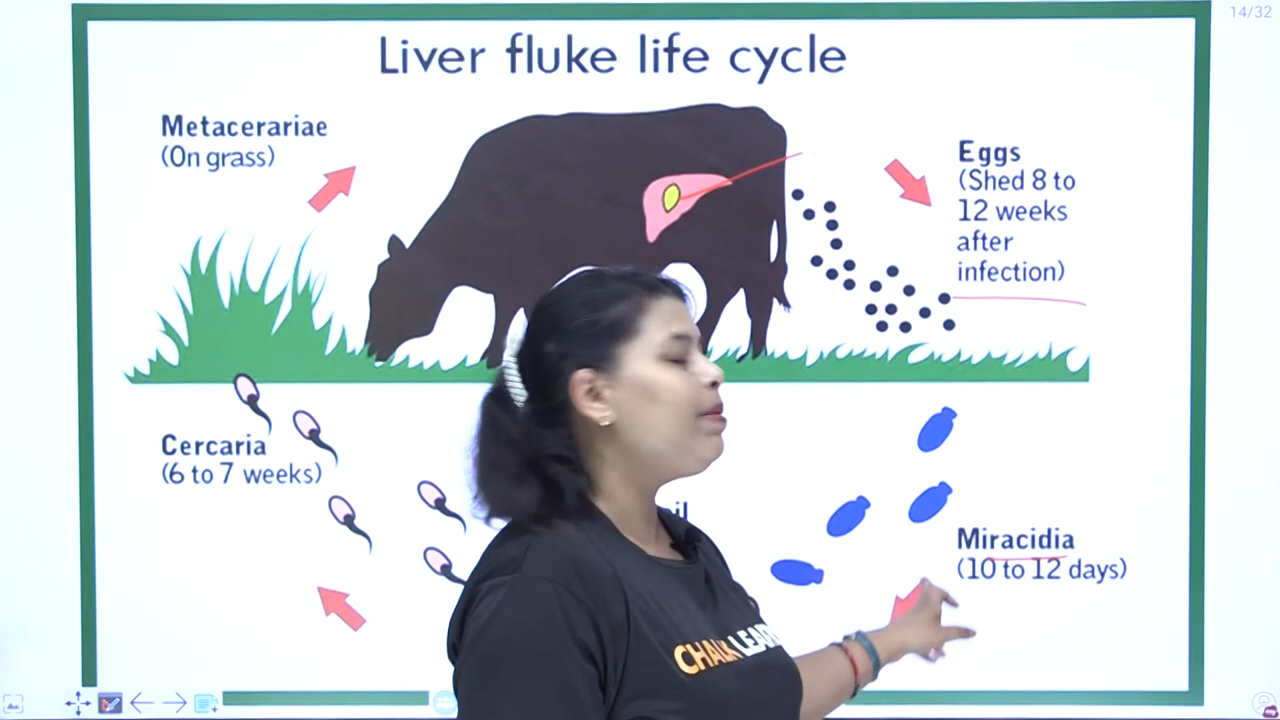 14/32
Liver fluke life cycle
Metacerariae
(On grass)
Eggs
(Shed 8 to
12 weeks
after
infection)
Cercaria
(6 to 7 weeks)
Miracidia
(10 to 12 days)
CHALK